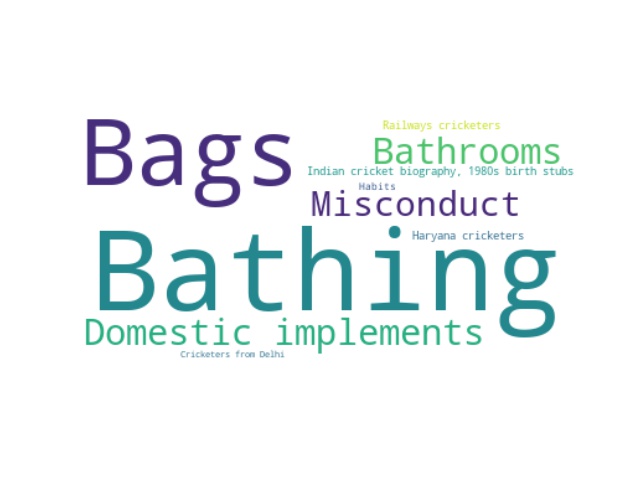 Bags
Railways cricketers
Bathrooms
Indian cricket biography, 1980s birth stubs
Habits
Misconduct
Haryana cricketers
Bathing
Domestic implements
Cricketers from Delhi